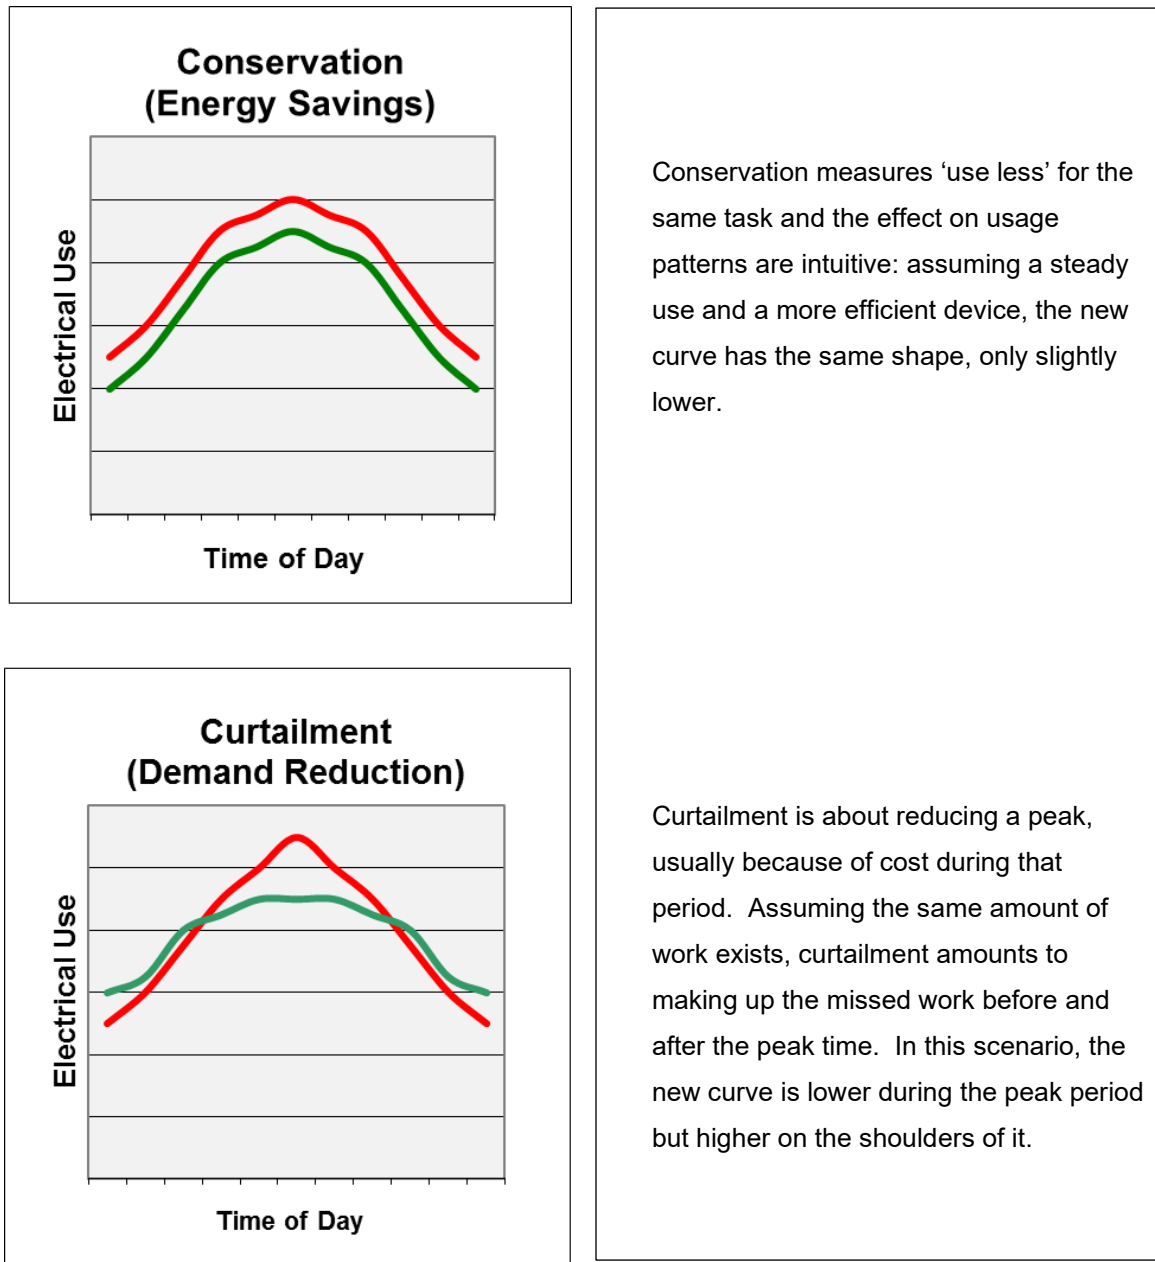 Conservation
(Energy Savings)
Electrical Use
Time of Day
Conservation measures ‘use less’ for the
same task and the effect on usage
patterns are intuitive: assuming a steady
use and a more efficient device, the new
curve has the same shape, only slightly
lower.
Curtailment
(Demand Reduction)
Electrical Use
Time of Day
Curtailment is about reducing a peak,
usually because of cost during that
period.  Assuming the same amount of
work exists, curtailment amounts to
making up the missed work before and
after the peak time.  In this scenario, the
new curve is lower during the peak period
but higher on the shoulders of it.